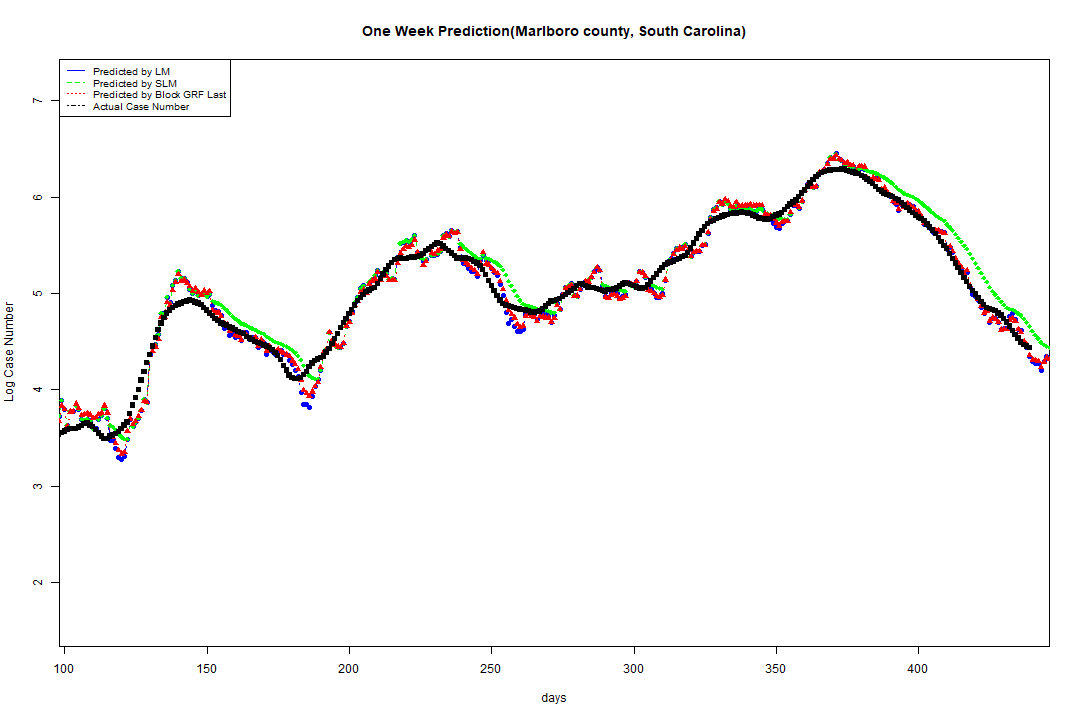 One Week Prediction(Marlboro county, South Carolina)
Predicted by LM
Predicted by SLM
Predicted by Block GRF Last
Actual Case Number
7
6
5
4
3
2
Log Case Number
100 150 200 250 300 350 400
days